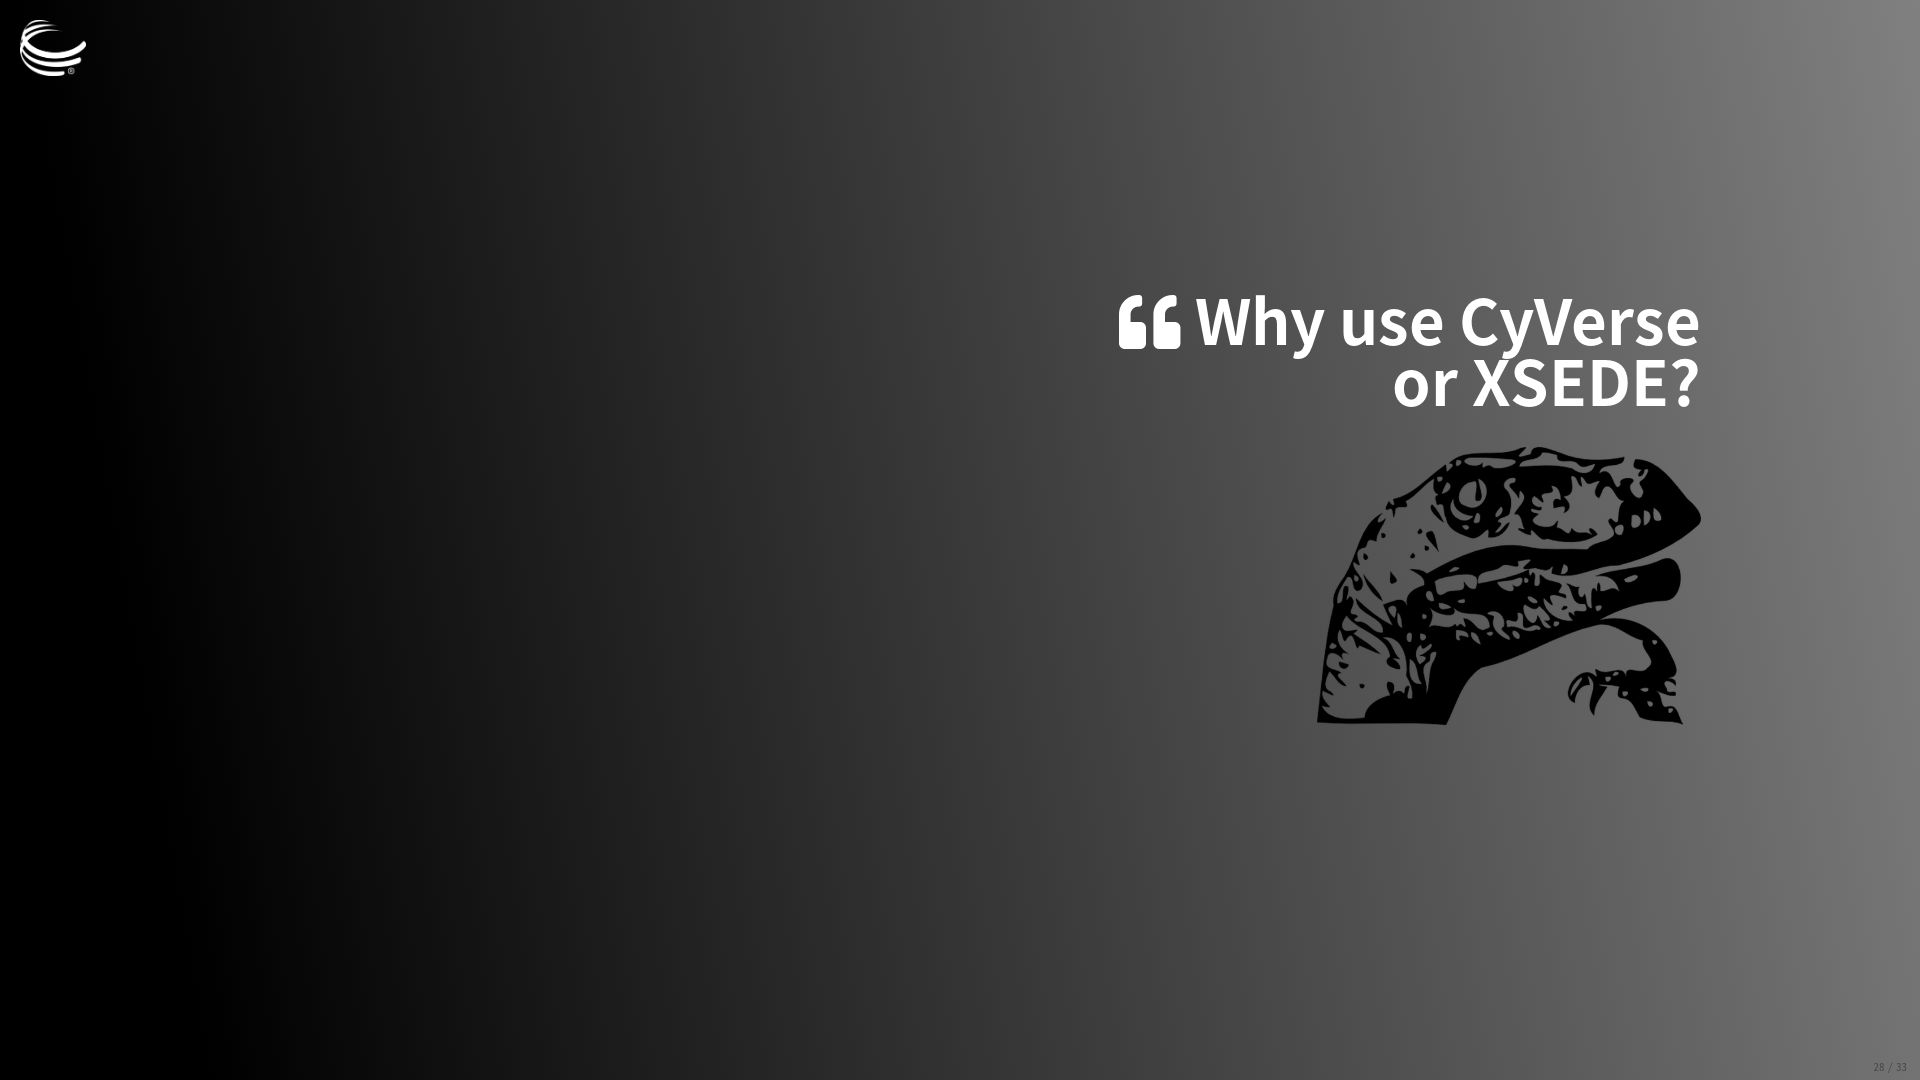 “ Why use CyVerse
or XSEDE?
28 / 33